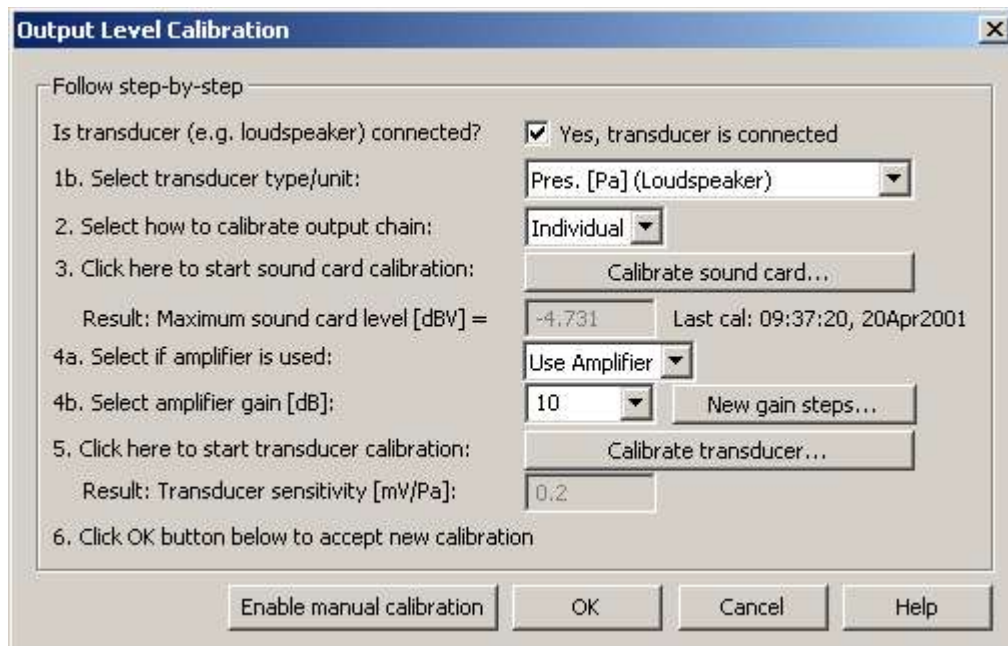 Output Level Calibration
Follow step-by-step
Is transducer (e.g. loudspeaker) connected? Yes, transducer is connected
1b. Select transducer type/unit: Pres. [Pa] (Loudspeaker)
2. Select how to calibrate output chain: Individual
3. Click here to start sound card calibration: Calibrate sound card...
Result: Maximum sound card level [dBV] = -4.731 Last cal: 09:37:20, 20Apr2001
4a. Select if amplifier is used: Use Amplifier
4b. Select amplifier gain [dB]: 10 New gain steps...
5. Click here to start transducer calibration: Calibrate transducer...
Result: Transducer sensitivity [mV/Pa]: 0.2
6. Click OK button below to accept new calibration
Enable manual calibration OK Cancel Help